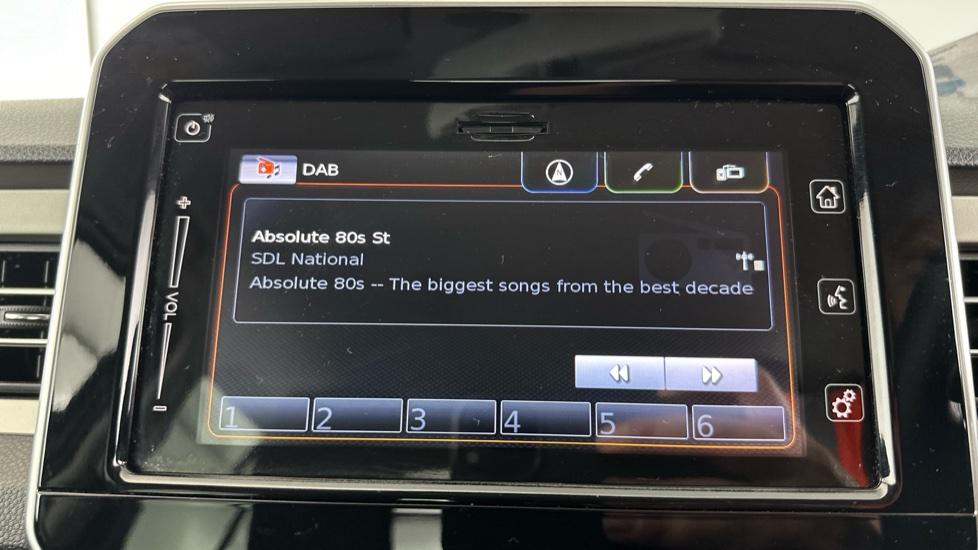 DAB
Absolute 80s St
SDL National
Absolute 80s -- The biggest songs from the best decade
+
VOL
−
1 2 3 4 5 6